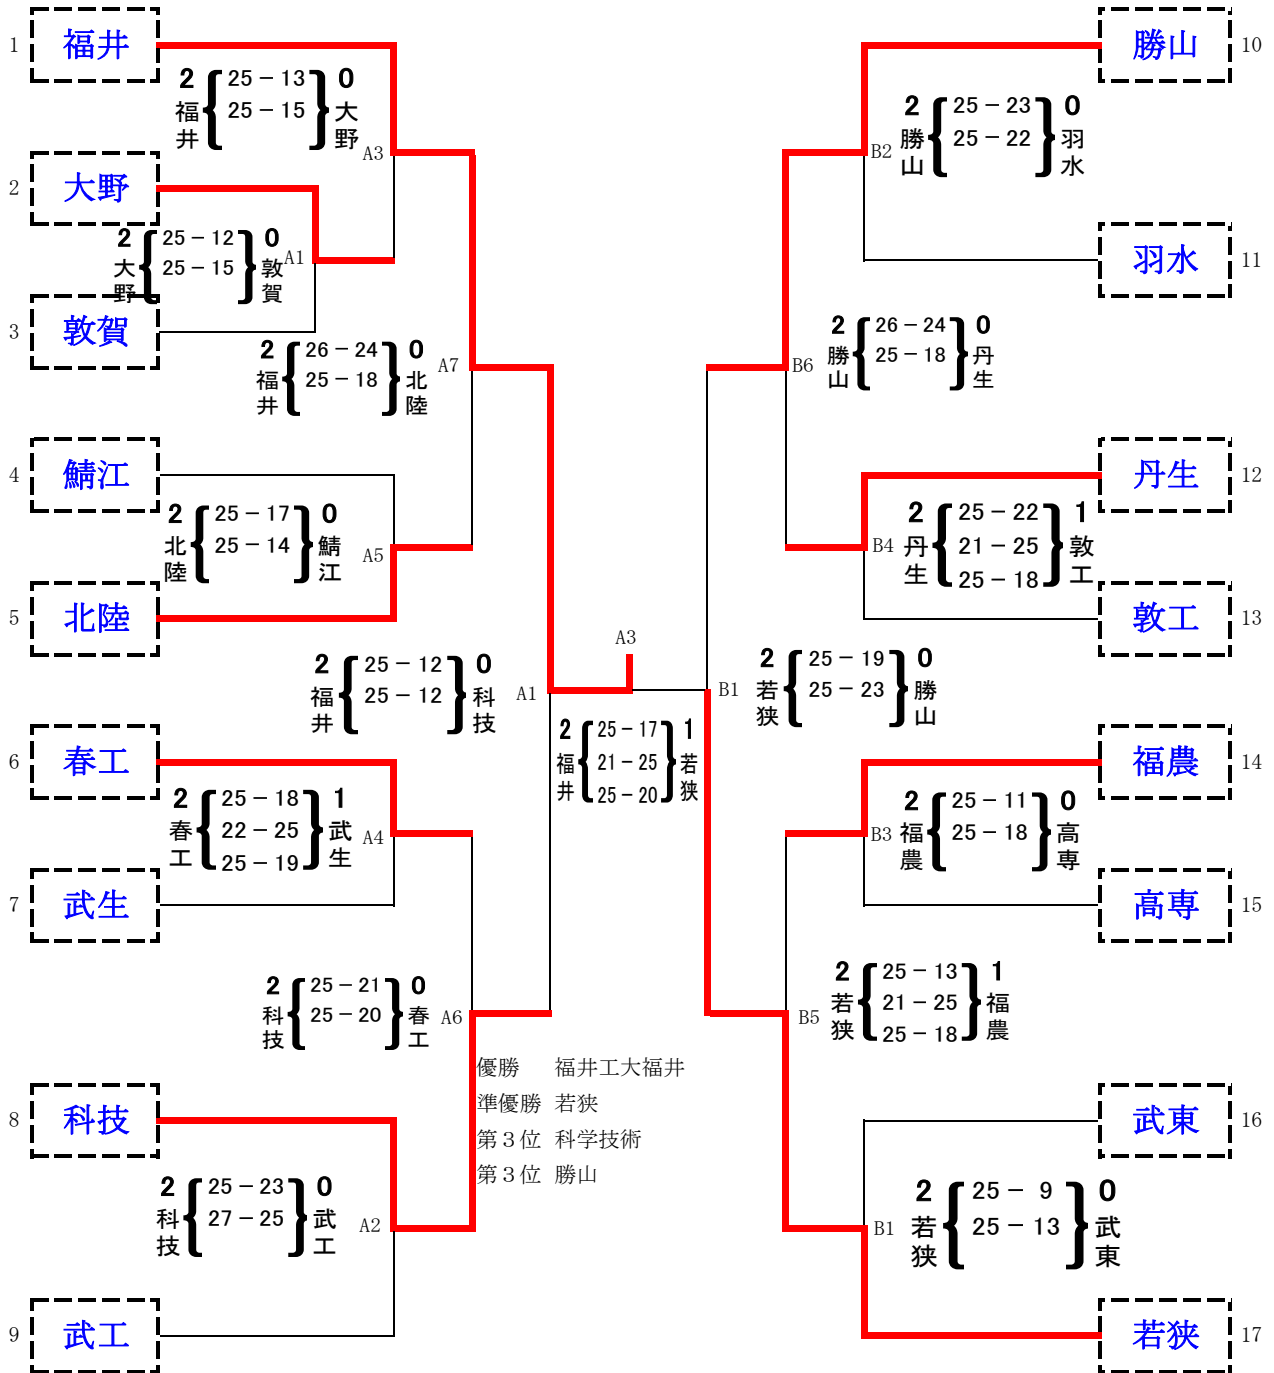 1 福井
2 25－13 0
福井 25－15 大野
A3
2 大野
2 25－12 0
大野 25－15 敦賀
A1
3 敦賀
2 26－24 0
福井 25－18 北陸
A7
4 鯖江
2 25－17 0
北陸 25－14 鯖江
A5
5 北陸
2 25－12 0
福井 25－12 科技
A1
6 春工
2 25－18 1
春工 22－25 武生
25－19
A4
7 武生
2 25－21 0
科技 25－20 春工
A6
8 科技
2 25－23 0
科技 27－25 武工
A2
9 武工
A3
2 25－17 1
福井 21－25 若狭
25－20
優勝 福井工大福井
準優勝 若狭
第３位 科学技術
第３位 勝山
勝山 10
2 25－23 0
勝山 25－22 羽水
B2
羽水 11
2 26－24 0
勝山 25－18 丹生
B6
丹生 12
2 25－22 1
丹生 21－25 敦工
25－18
B4
敦工 13
2 25－19 0
若狭 25－23 勝山
B1
福農 14
2 25－11 0
福農 25－18 高専
B3
高専 15
2 25－13 1
若狭 21－25 福農
25－18
B5
武東 16
2 25－ 9 0
若狭 25－13 武東
B1
若狭 17